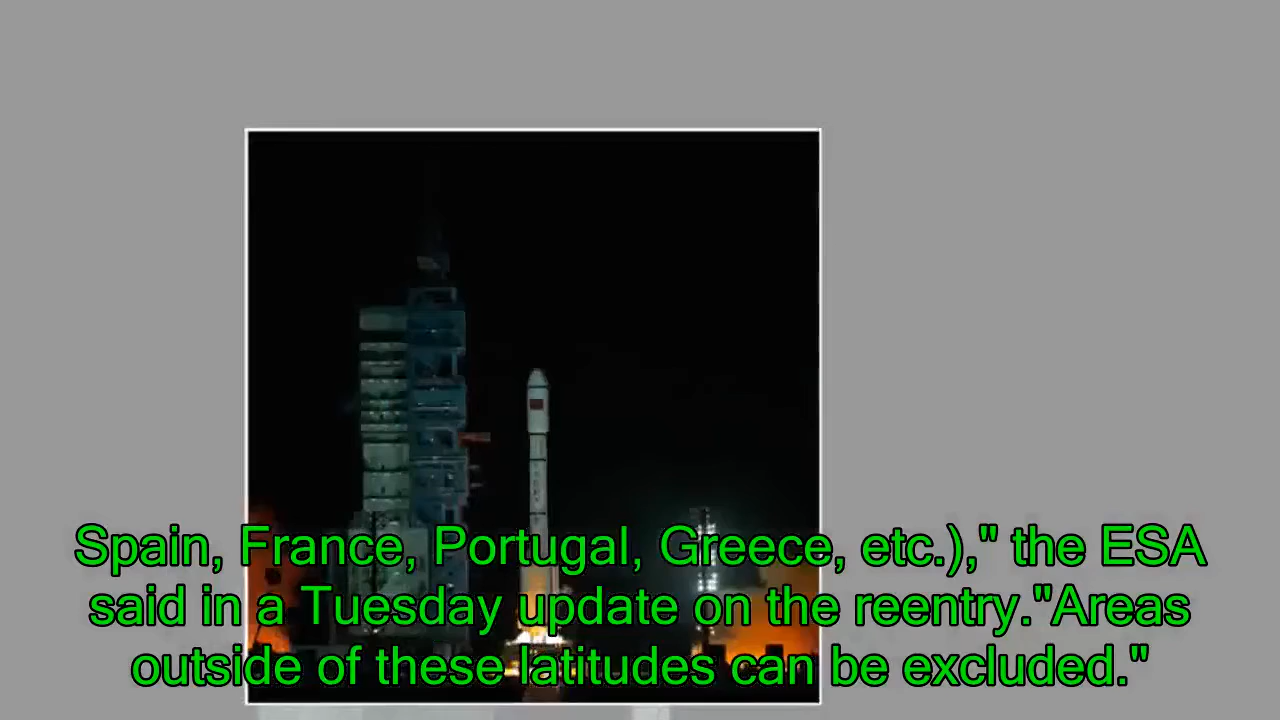 Spain, France, Portugal, Greece, etc.)," the ESA
said in a Tuesday update on the reentry."Areas
outside of these latitudes can be excluded."